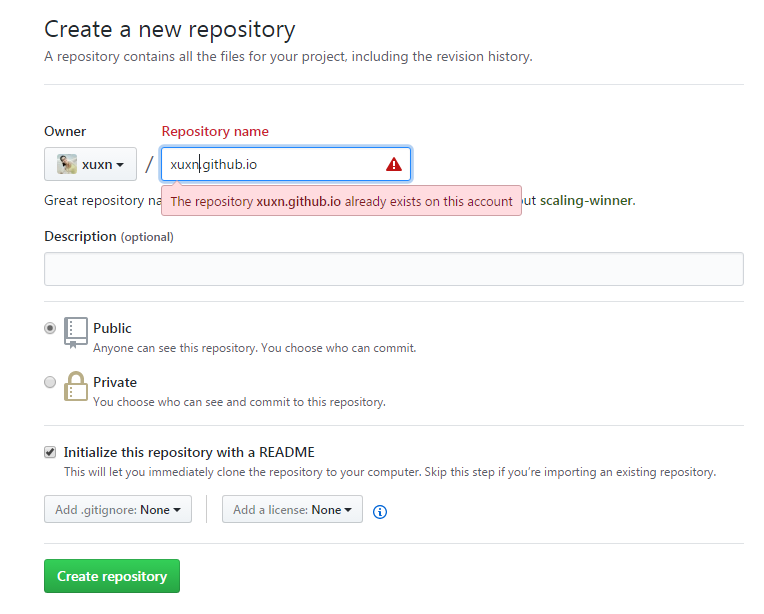 Create a new repository
A repository contains all the files for your project, including the revision history.
Owner
Repository name
xuxn
/
xuxn.github.io
Great repository
The repository xuxn.github.io already exists on this account
scaling-winner.
Description (optional)
Public
Anyone can see this repository. You choose who can commit.
Private
You choose who can see and commit to this repository.
Initialize this repository with a README
This will let you immediately clone the repository to your computer. Skip this step if you’re importing an existing repository.
Add .gitignore: None
Add a license: None
Create repository